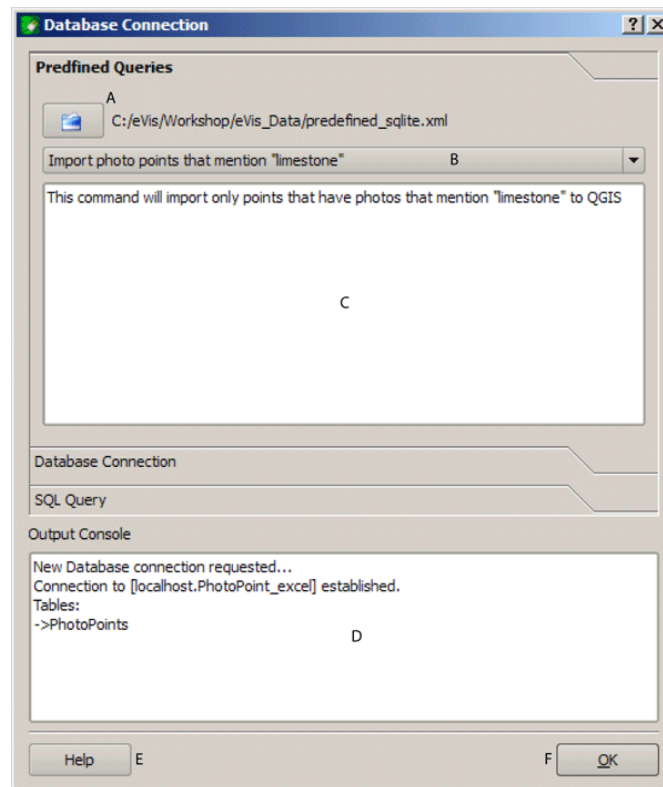 Database Connection
Predfined Queries
A
C:/eVis/Workshop/eVis_Data/predefined_sqlite.xml
Import photo points that mention "limestone" B
This command will import only points that have photos that mention "limestone" to QGIS
C
Database Connection
SQL Query
Output Console
New Database connection requested...
Connection to [localhost.PhotoPoint_excel] established.
Tables:
->PhotoPoints
D
Help E F OK